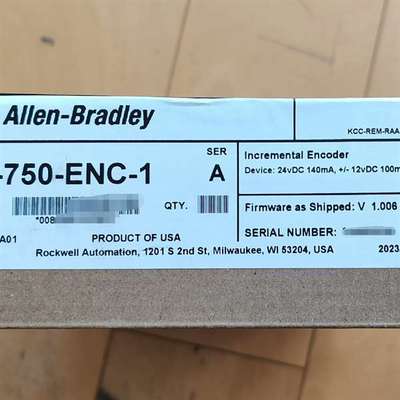 Allen-Bradley
KCC-REM-RAA
SER
-750-ENC-1
A
Incremental Encoder
Device: 24vDC 140mA, +/- 12vDC 100m
QTY.
*008
Firmware as Shipped: V 1.006
A01
PRODUCT OF USA
SERIAL NUMBER:
Rockwell Automation, 1201 S 2nd St, Milwaukee, WI 53204, USA
2023